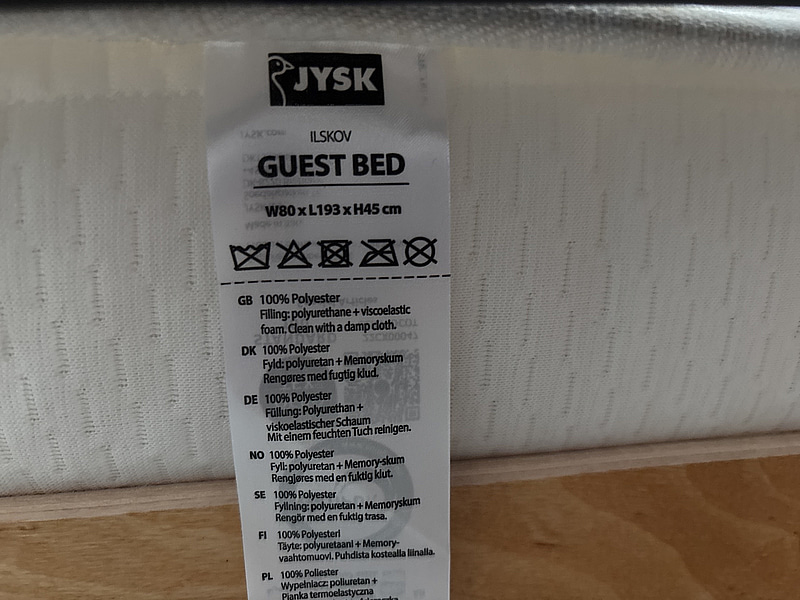 JYSK
ILSKOV
GUEST BED
W80 x L193 x H45 cm
GB 100% Polyester
Filling: polyurethane + viscoelastic
foam. Clean with a damp cloth.
DK 100% Polyester
Fyld: polyuretan + Memoryskum
Rengøres med fugtig klud.
DE 100% Polyester
Füllung: Polyurethan +
viskoelastischer Schaum
Mit einem feuchten Tuch reinigen.
NO 100% Polyester
Fyll: polyuretan + Memory-skum
Rengjøres med en fuktig klut.
SE 100% Polyester
Fyllning: polyuretan + Memoryskum
Rengör med en fuktig trasa.
FI 100% Polyesteri
Täyte: polyuretaani + Memory-
vaahtomuovi. Puhdista kostealla liinalla.
PL 100% Poliester
Wypełniacz: poliuretan +
Pianka termoelastyczna